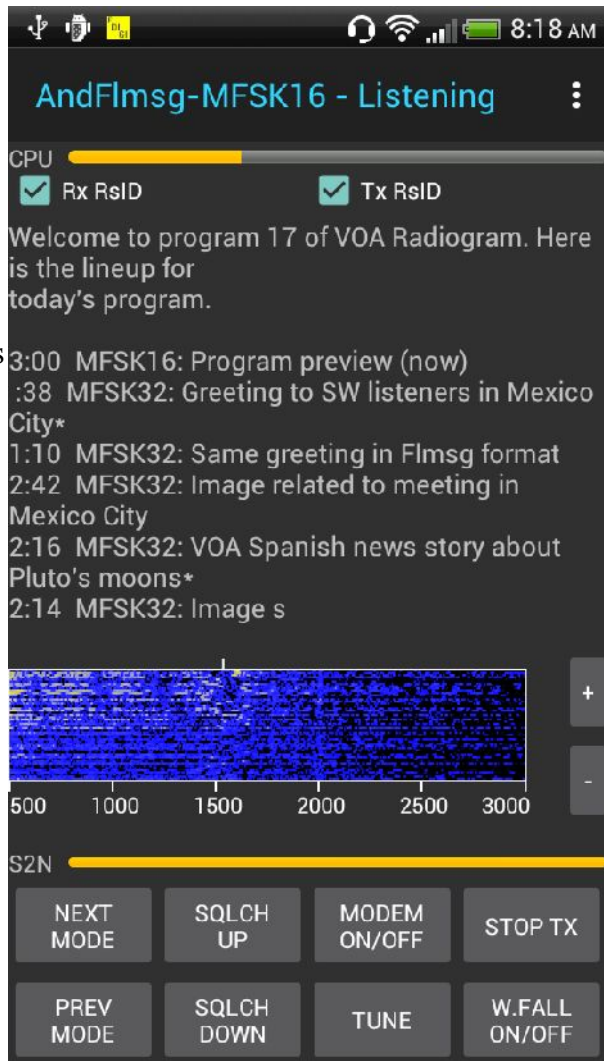 8:18 AM
AndFlmsg-MFSK16 - Listening
CPU
Rx RsID
Tx RsID
Welcome to program 17 of VOA Radiogram. Here
is the lineup for
today's program.
s
3:00 MFSK16: Program preview (now)
:38 MFSK32: Greeting to SW listeners in Mexico
City*
1:10 MFSK32: Same greeting in Flmsg format
2:42 MFSK32: Image related to meeting in
Mexico City
2:16 MFSK32: VOA Spanish news story about
Pluto's moons*
2:14 MFSK32: Image s
+
-
500 1000 1500 2000 2500 3000
S2N
NEXT
MODE
SQLCH
UP
MODEM
ON/OFF
STOP TX
PREV
MODE
SQLCH
DOWN
TUNE
W.FALL
ON/OFF